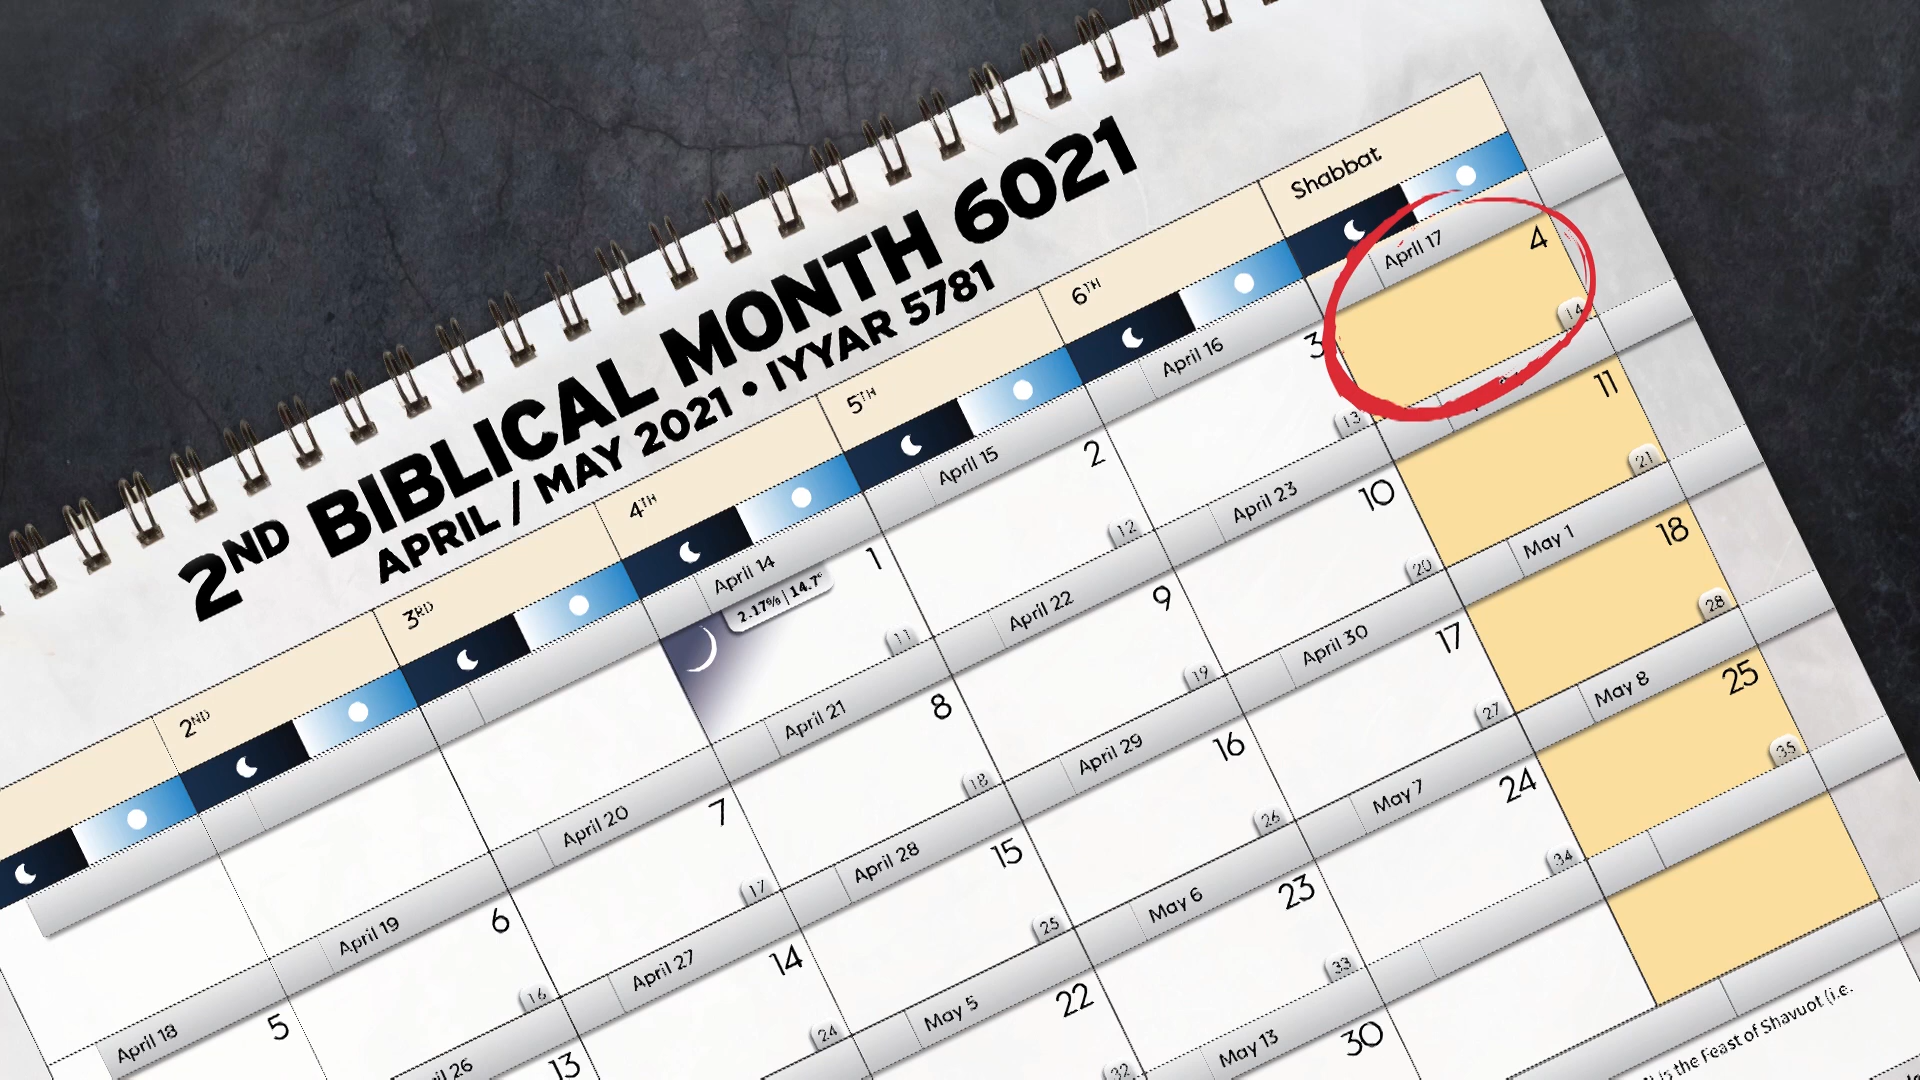 2ND BIBLICAL MONTH 6021
APRIL / MAY 2021 • IYYAR 5781
2ND
3RD
4TH
5TH
6TH
Shabbat
April 14
1
2.17% | 14.7°
11
April 15
2
12
April 16
3
13
April 17
4
14
April 18
5
April 19
6
16
April 20
7
17
April 21
8
18
April 22
9
19
April 23
10
20
11
21
13
April 27
14
24
April 28
15
25
April 29
16
26
April 30
17
27
May 1
18
28
May 5
22
32
May 6
23
33
May 7
24
34
May 8
25
35
May 13
30
is the Feast of Shavuot (i.e.